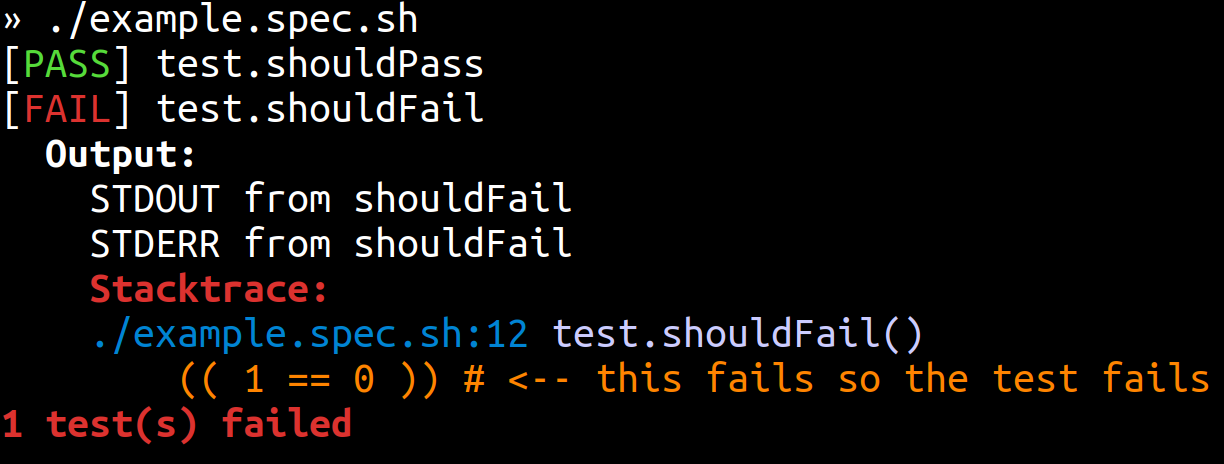 » ./example.spec.sh
[PASS] test.shouldPass
[FAIL] test.shouldFail
Output:
STDOUT from shouldFail
STDERR from shouldFail
Stacktrace:
./example.spec.sh:12 test.shouldFail()
(( 1 == 0 )) # <-- this fails so the test fails
1 test(s) failed